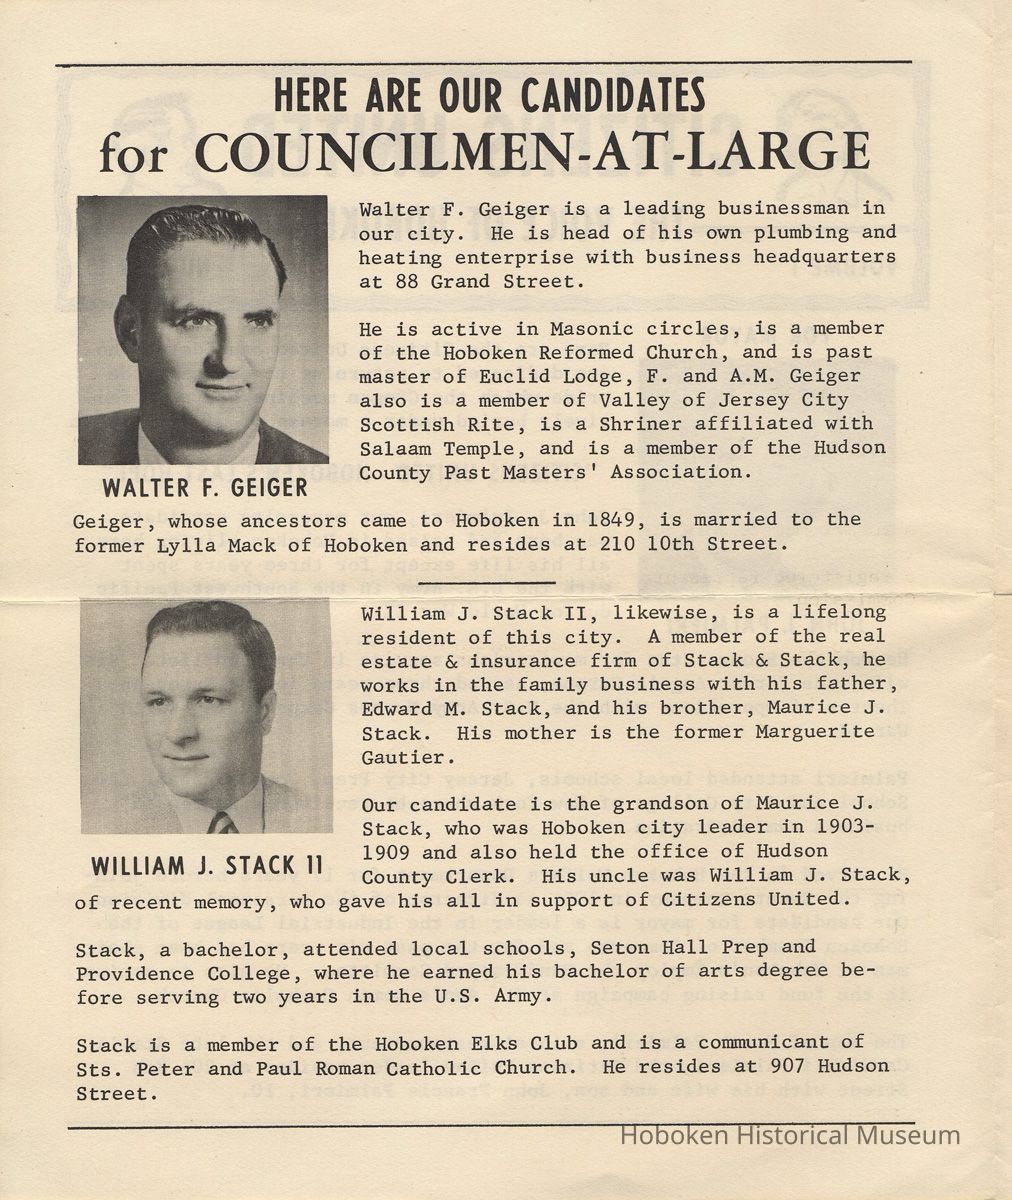 HERE ARE OUR CANDIDATES
for COUNCILMEN-AT-LARGE
Walter F. Geiger is a leading businessman in
our city. He is head of his own plumbing and
heating enterprise with business headquarters
at 88 Grand Street.
He is active in Masonic circles, is a member
of the Hoboken Reformed Church, and is past
master of Euclid Lodge, F. and A.M. Geiger
also is a member of Valley of Jersey City
Scottish Rite, is a Shriner affiliated with
Salaam Temple, and is a member of the Hudson
County Past Masters' Association.
WALTER F. GEIGER
Geiger, whose ancestors came to Hoboken in 1849, is married to the
former Lylla Mack of Hoboken and resides at 210 10th Street.
William J. Stack II, likewise, is a lifelong
resident of this city. A member of the real
estate & insurance firm of Stack & Stack, he
works in the family business with his father,
Edward M. Stack, and his brother, Maurice J.
Stack. His mother is the former Marguerite
Gautier.
Our candidate is the grandson of Maurice J.
Stack, who was Hoboken city leader in 1903-
1909 and also held the office of Hudson
County Clerk. His uncle was William J. Stack,
WILLIAM J. STACK 11
of recent memory, who gave his all in support of Citizens United.
Stack, a bachelor, attended local schools, Seton Hall Prep and
Providence College, where he earned his bachelor of arts degree be-
fore serving two years in the U.S. Army.
Stack is a member of the Hoboken Elks Club and is a communicant of
Sts. Peter and Paul Roman Catholic Church. He resides at 907 Hudson
Street.
Hoboken Historical Museum